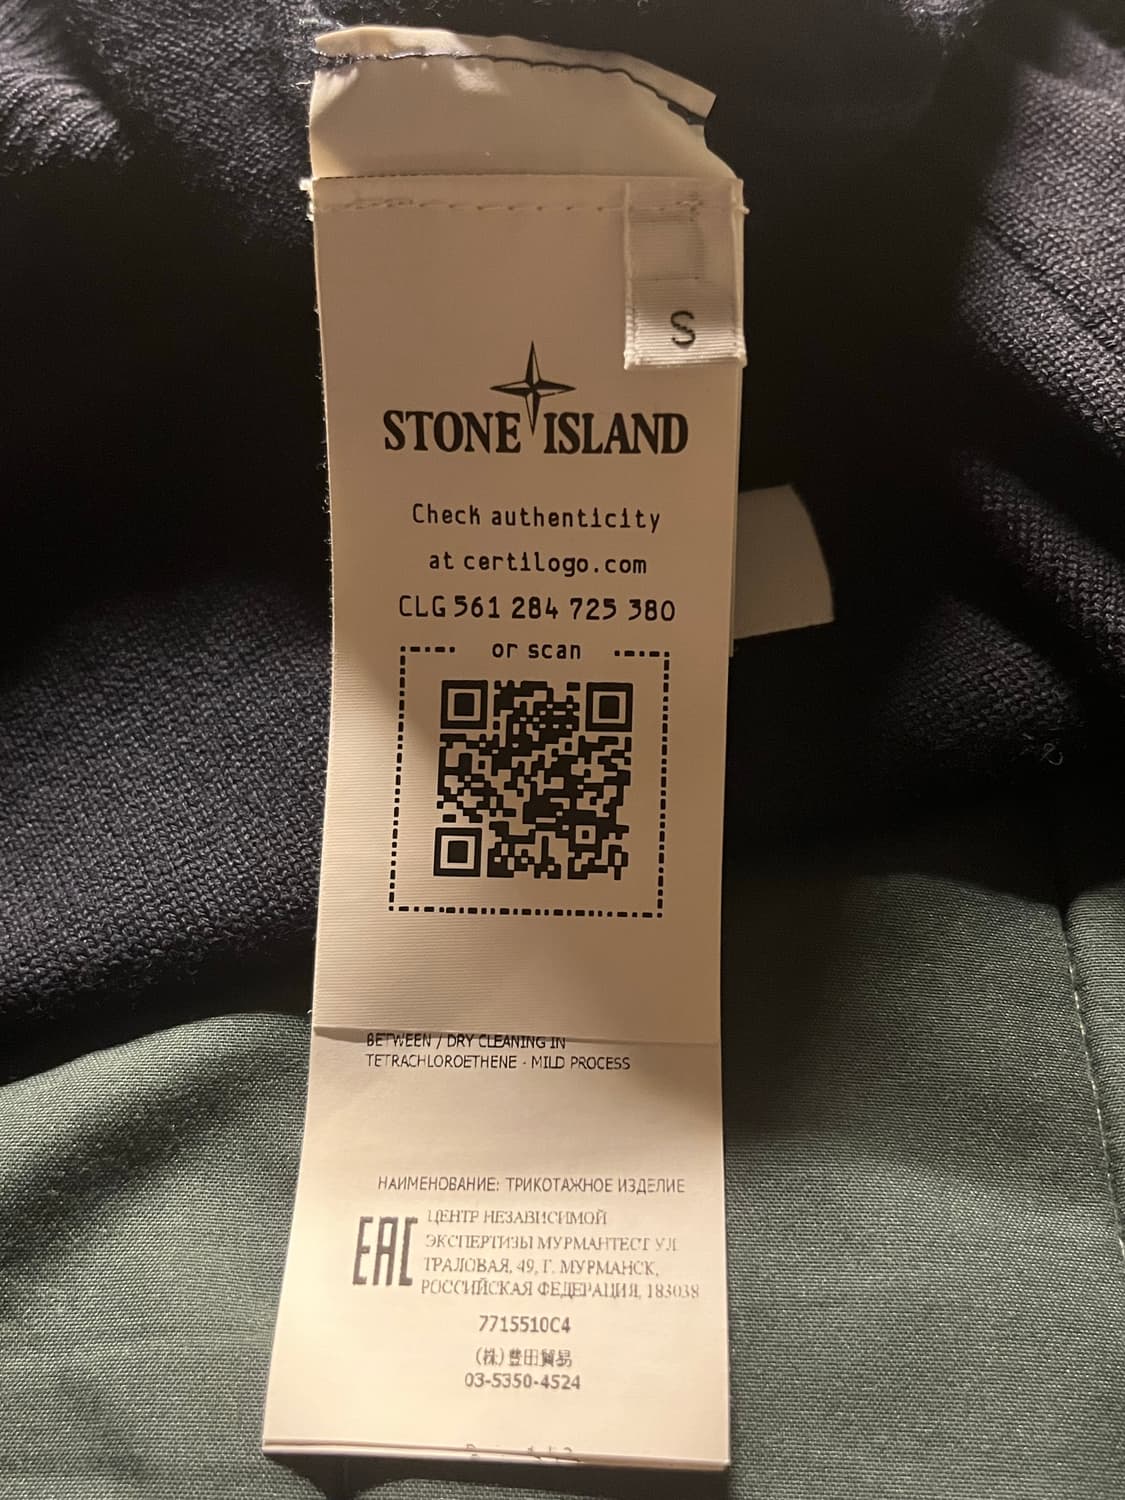 S
STONE ISLAND
Check authenticity
at certilogo.com
CLG 561 284 725 380
or scan
BETWEEN / DRY CLEANING IN
TETRACHLOROETHENE - MILD PROCESS
НАИМЕНОВАНИЕ: ТРИКОТАЖНОЕ ИЗДЕЛИЕ
EAC
ЦЕНТР НЕЗАВИСИМОЙ
ЭКСПЕРТИЗЫ МУРМАНТЕСТ УЛ
ТРАЛОВАЯ, 49, Г. МУРМАНСК,
РОССИЙСКАЯ ФЕДЕРАЦИЯ, 183038
7715510C4
(株)豊田貿易
03-5350-4524